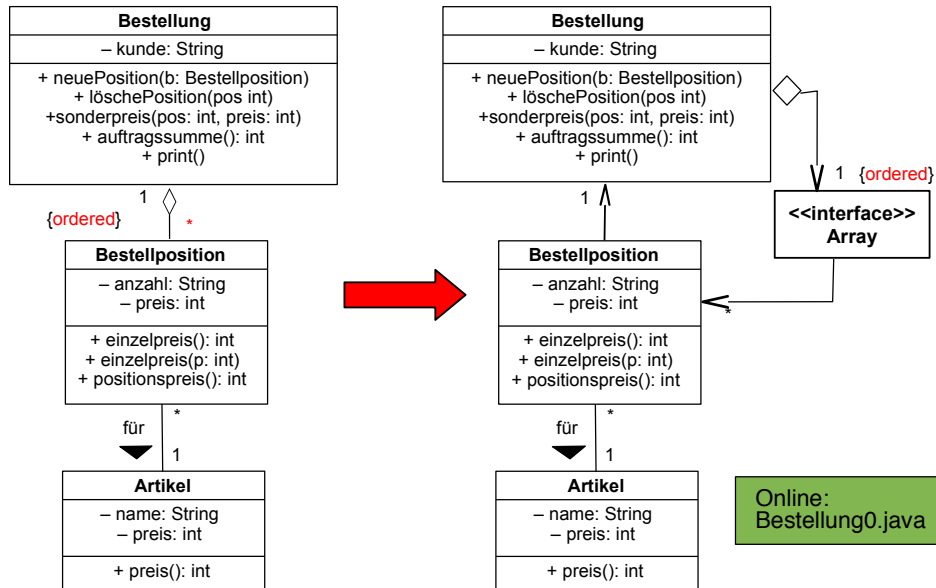 Bestellung
– kunde: String
+ neuePosition(b: Bestellposition)
+ löschePosition(pos int)
+sonderpreis(pos: int, preis: int)
+ auftragssumme(): int
+ print()
1
{ordered}
*
Bestellposition
– anzahl: String
– preis: int
+ einzelpreis(): int
+ einzelpreis(p: int)
+ positionspreis(): int
*
für
1
Artikel
– name: String
– preis: int
+ preis(): int
Bestellung
– kunde: String
+ neuePosition(b: Bestellposition)
+ löschePosition(pos int)
+sonderpreis(pos: int, preis: int)
+ auftragssumme(): int
+ print()
1
1 {ordered}
<<interface>>
Array
*
Bestellposition
– anzahl: String
– preis: int
+ einzelpreis(): int
+ einzelpreis(p: int)
+ positionspreis(): int
*
für
1
Artikel
– name: String
– preis: int
+ preis(): int
Online:
Bestellung0.java